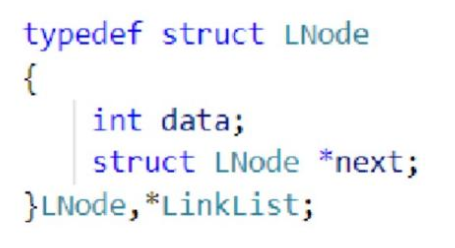 typedef struct LNode
{
    int data;
    struct LNode *next;
}LNode,*LinkList;